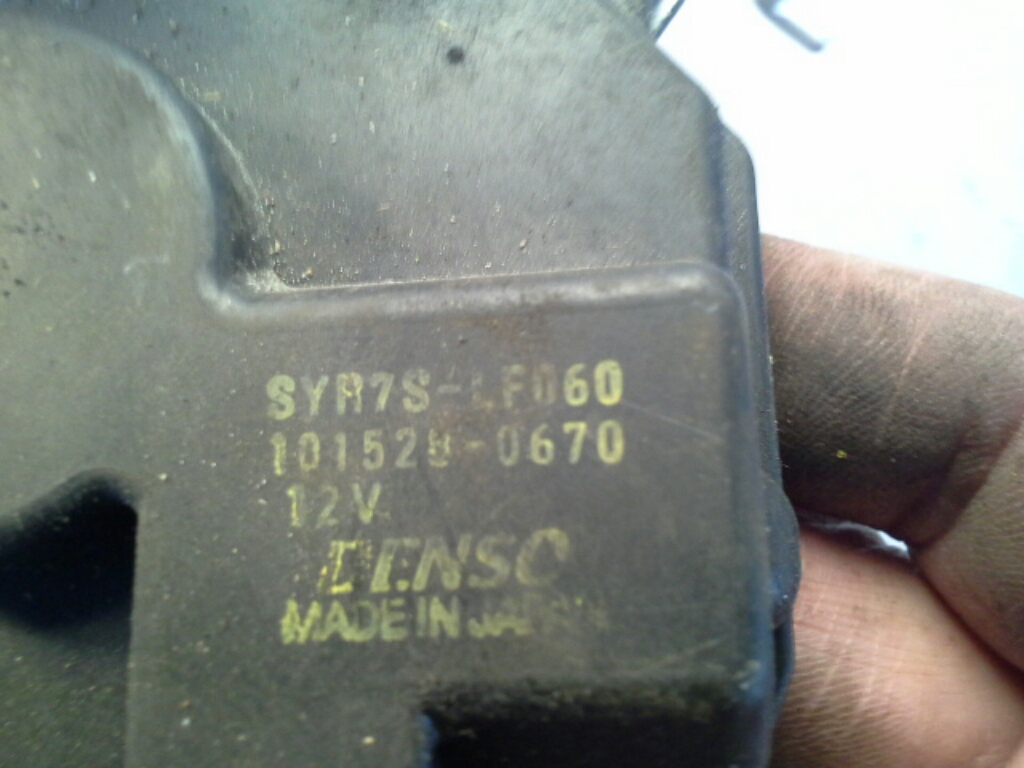 SYR7S-LF060
101528-0670
12V
DENSO
MADE IN JAPAN